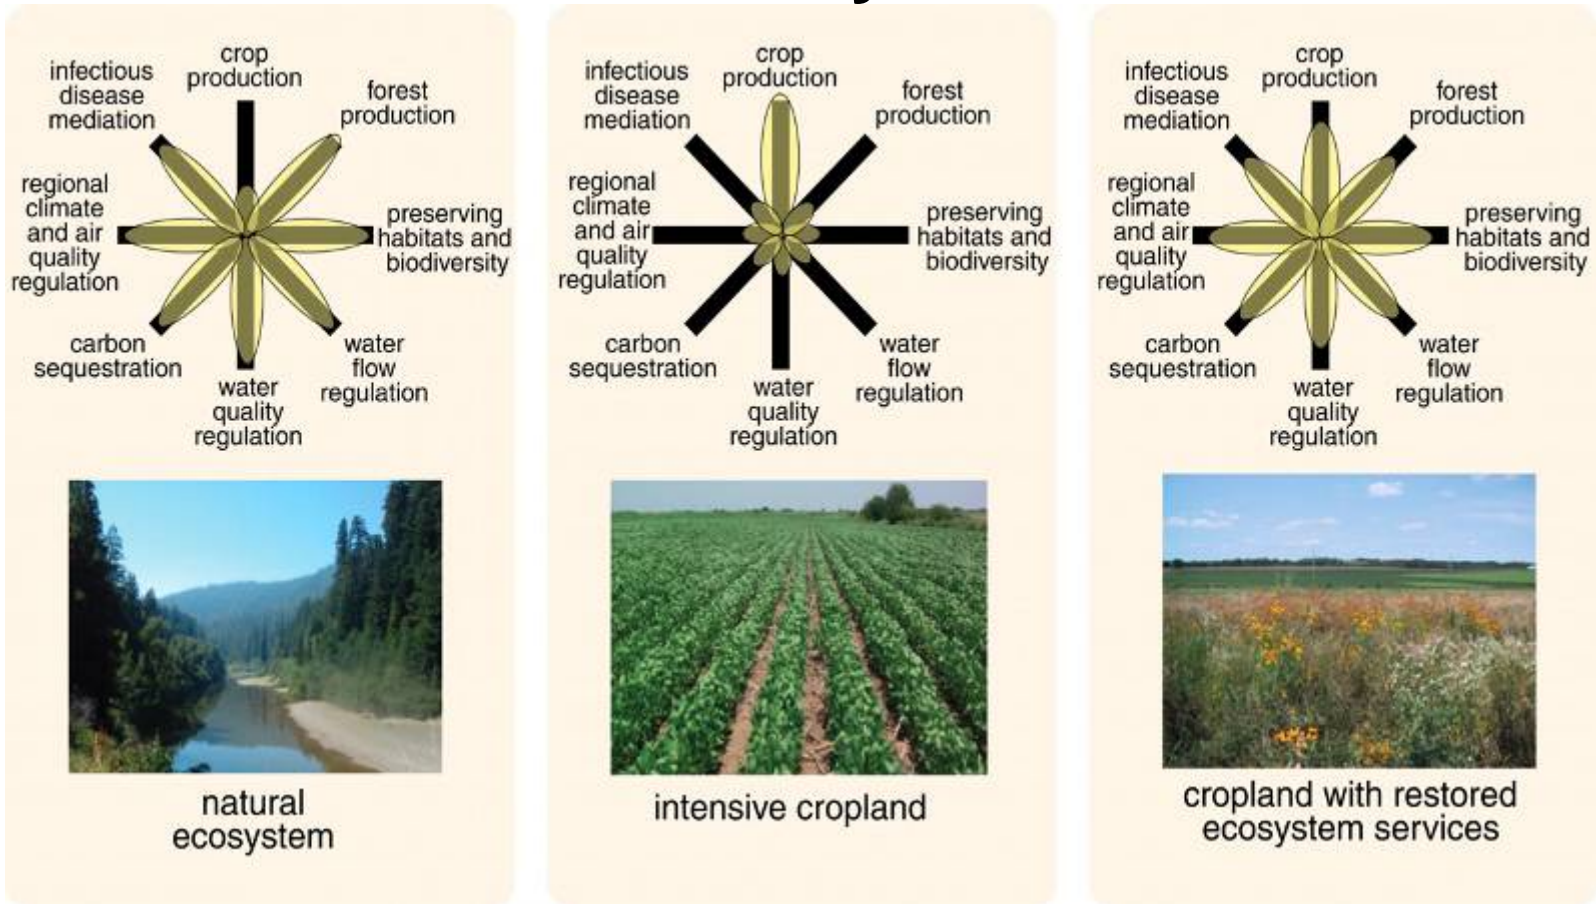 crop
production
infectious
disease
mediation
forest
production
regional
climate
and air
quality
regulation
preserving
habitats and
biodiversity
carbon
sequestration
water
flow
regulation
water
quality
regulation
natural
ecosystem
crop
production
infectious
disease
mediation
forest
production
regional
climate
and air
quality
regulation
preserving
habitats and
biodiversity
carbon
sequestration
water
flow
regulation
water
quality
regulation
intensive cropland
crop
production
infectious
disease
mediation
forest
production
regional
climate
and air
quality
regulation
preserving
habitats and
biodiversity
carbon
sequestration
water
flow
regulation
water
quality
regulation
cropland with restored
ecosystem services